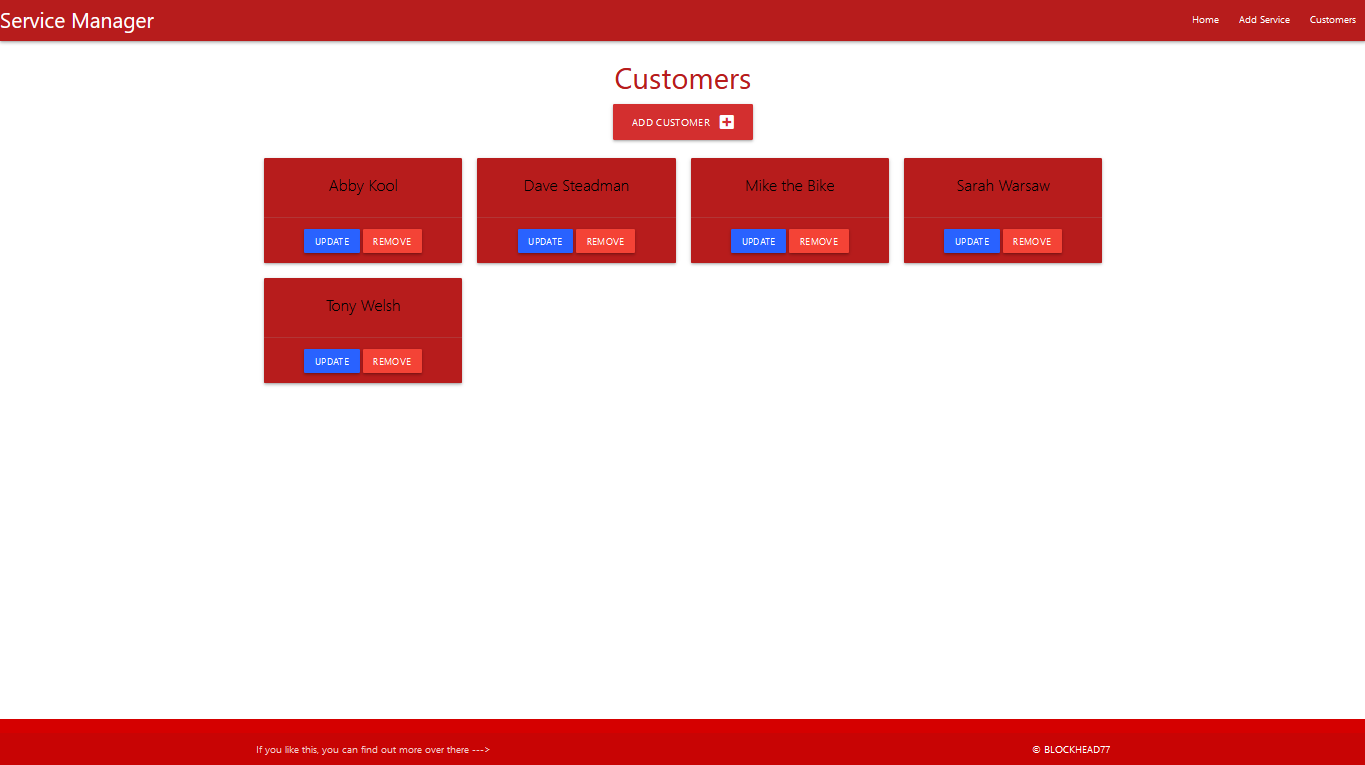 Service Manager
Home Add Service Customers
Customers
ADD CUSTOMER
Abby Kool
UPDATE REMOVE
Dave Steadman
UPDATE REMOVE
Mike the Bike
UPDATE REMOVE
Sarah Warsaw
UPDATE REMOVE
Tony Welsh
UPDATE REMOVE
If you like this, you can find out more over there --->
© BLOCKHEAD77